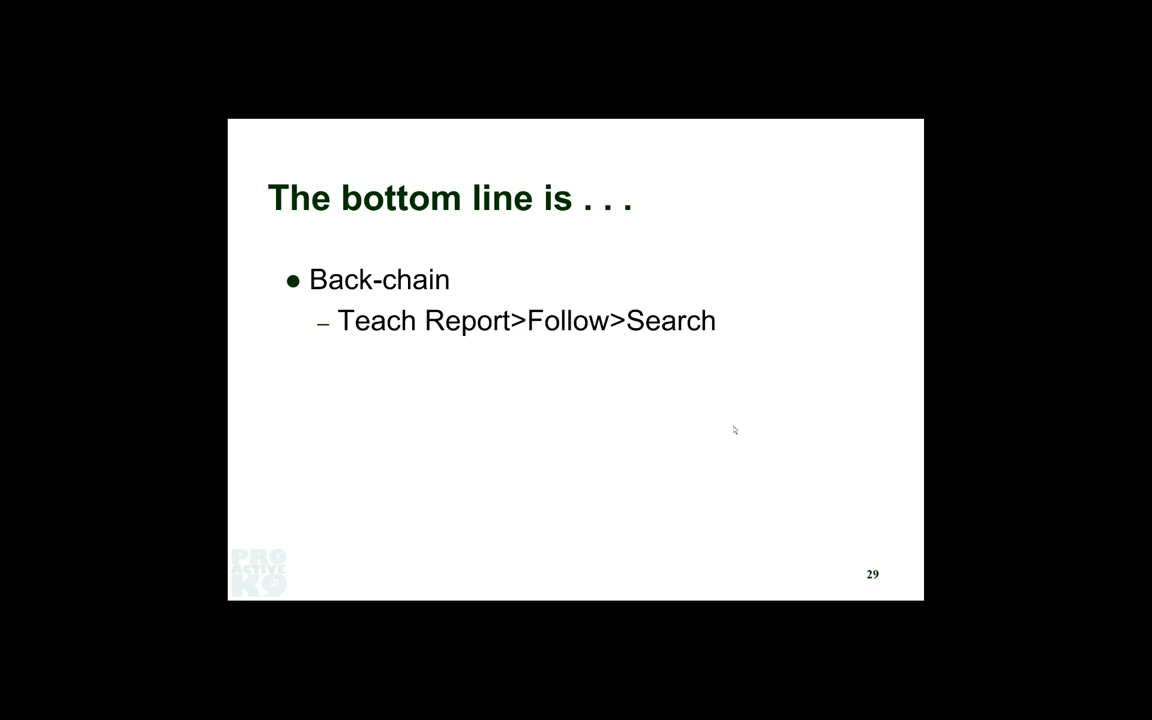 The bottom line is . . .
● Back-chain
– Teach Report>Follow>Search
PRO
ACTIVE
K9
29